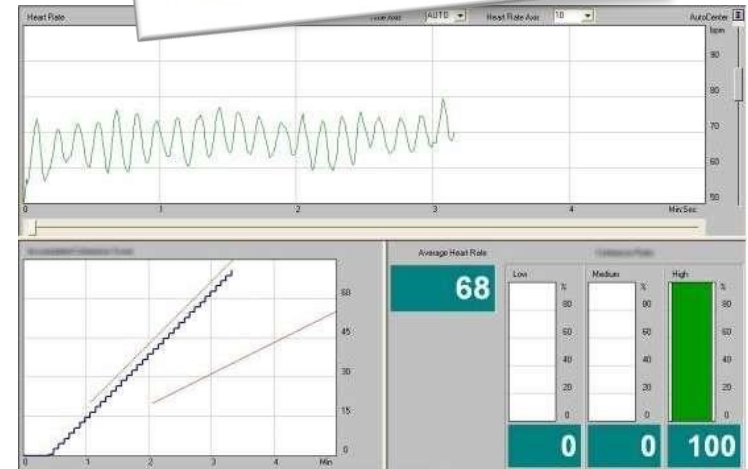 Heart Rate
AUTO
Heart Rate Axis
10
AutoCenter
bpm
90
80
70
60
50
0 1 2 3 4 Min:Sec
Average Heart Rate
68
Low Medium High
% % %
80 80 80
60 60 60
40 40 40
20 20 20
0 0 0
0 0 100
60
45
30
15
0
0 1 2 3 4 Min